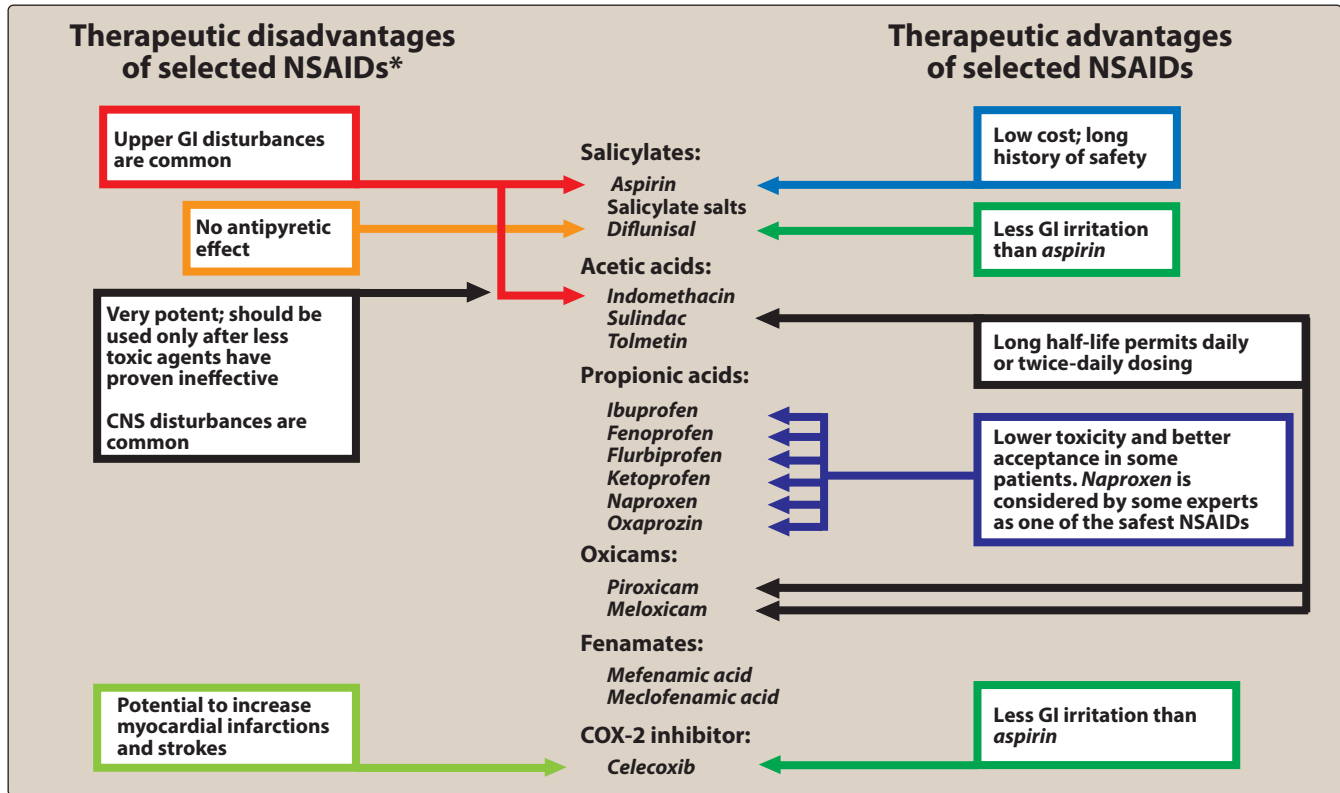 Therapeutic disadvantages
of selected NSAIDs*
Therapeutic advantages
of selected NSAIDs
Upper GI disturbances
are common
No antipyretic
effect
Very potent; should be
used only after less
toxic agents have
proven ineffective
CNS disturbances are
common
Potential to increase
myocardial infarctions
and strokes
Salicylates:
Aspirin
Salicylate salts
Diflunisal
Acetic acids:
Indomethacin
Sulindac
Tolmetin
Propionic acids:
Ibuprofen
Fenoprofen
Flurbiprofen
Ketoprofen
Naproxen
Oxaprozin
Oxicams:
Piroxicam
Meloxicam
Fenamates:
Mefenamic acid
Meclofenamic acid
COX-2 inhibitor:
Celecoxib
Low cost; long
history of safety
Less GI irritation
than aspirin
Long half-life permits daily
or twice-daily dosing
Lower toxicity and better
acceptance in some
patients. Naproxen is
considered by some experts
as one of the safest NSAIDs
Less GI irritation than
aspirin